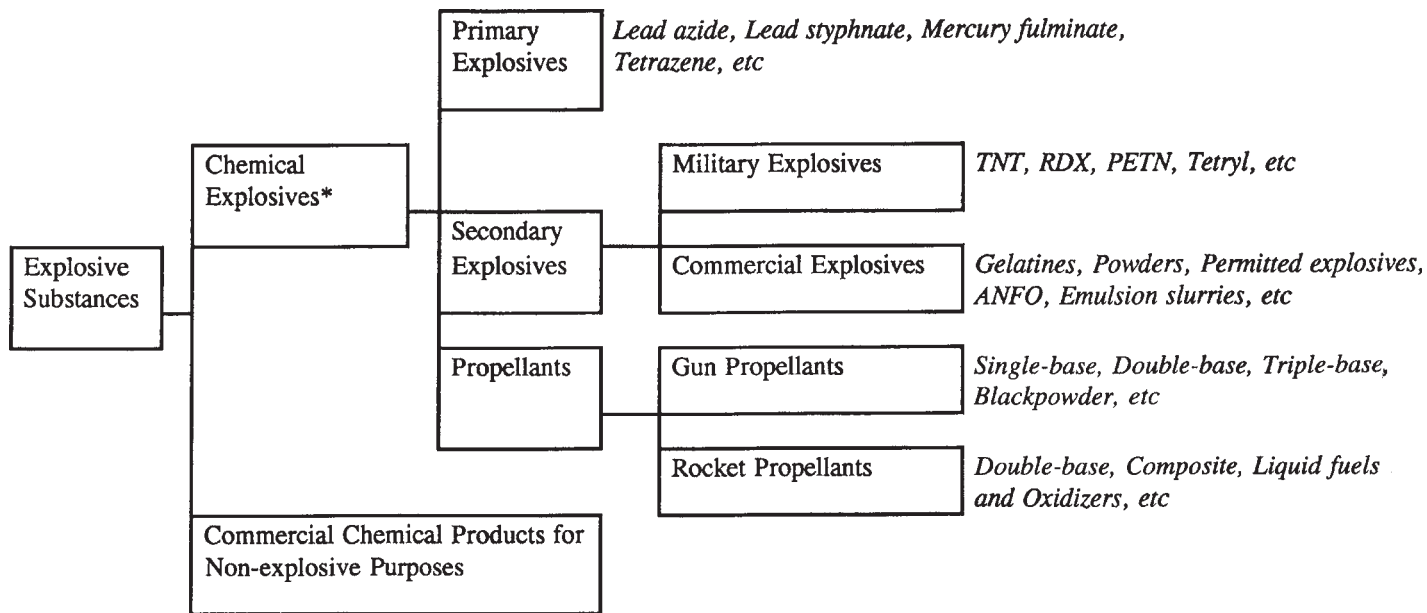 Primary
Explosives
Lead azide, Lead styphnate, Mercury fulminate,
Tetrazene, etc
Chemical
Explosives*
Military Explosives
TNT, RDX, PETN, Tetryl, etc
Secondary
Explosives
Commercial Explosives
Gelatines, Powders, Permitted explosives,
ANFO, Emulsion slurries, etc
Explosive
Substances
Propellants
Gun Propellants
Single-base, Double-base, Triple-base,
Blackpowder, etc
Rocket Propellants
Double-base, Composite, Liquid fuels
and Oxidizers, etc
Commercial Chemical Products for
Non-explosive Purposes